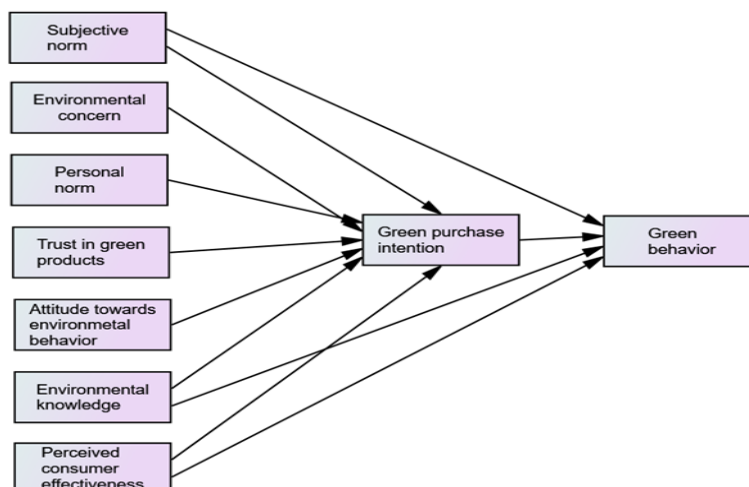 Subjective
norm
Environmental
concern
Personal
norm
Trust in green
products
Attitude towards
environmetal
behavior
Environmental
knowledge
Perceived
consumer
effectiveness
Green purchase
intention
Green
behavior